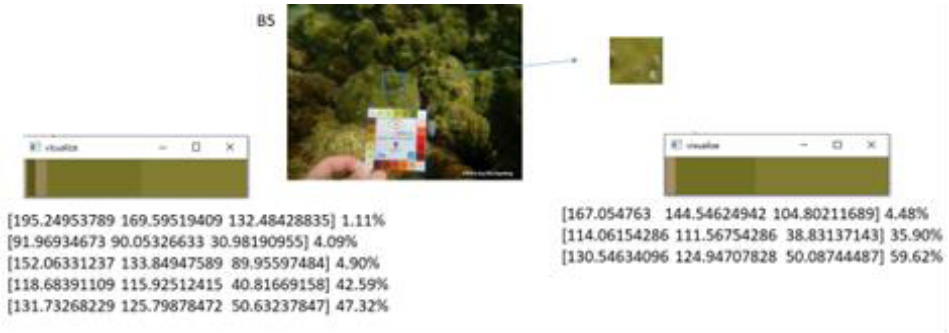 B5
visualize
visualize
[195.24953789 169.59519409 132.48428835] 1.11%
[91.96934673 90.05326633 30.98190955] 4.09%
[152.06331237 133.84947589 89.95597484] 4.90%
[118.68391109 115.92512415 40.81669158] 42.59%
[131.73268229 125.79878472 50.63237847] 47.32%
[167.054763 144.54624942 104.80211689] 4.48%
[114.06154286 111.56754286 38.83137143] 35.90%
[130.54634096 124.94707828 50.08744487] 59.62%